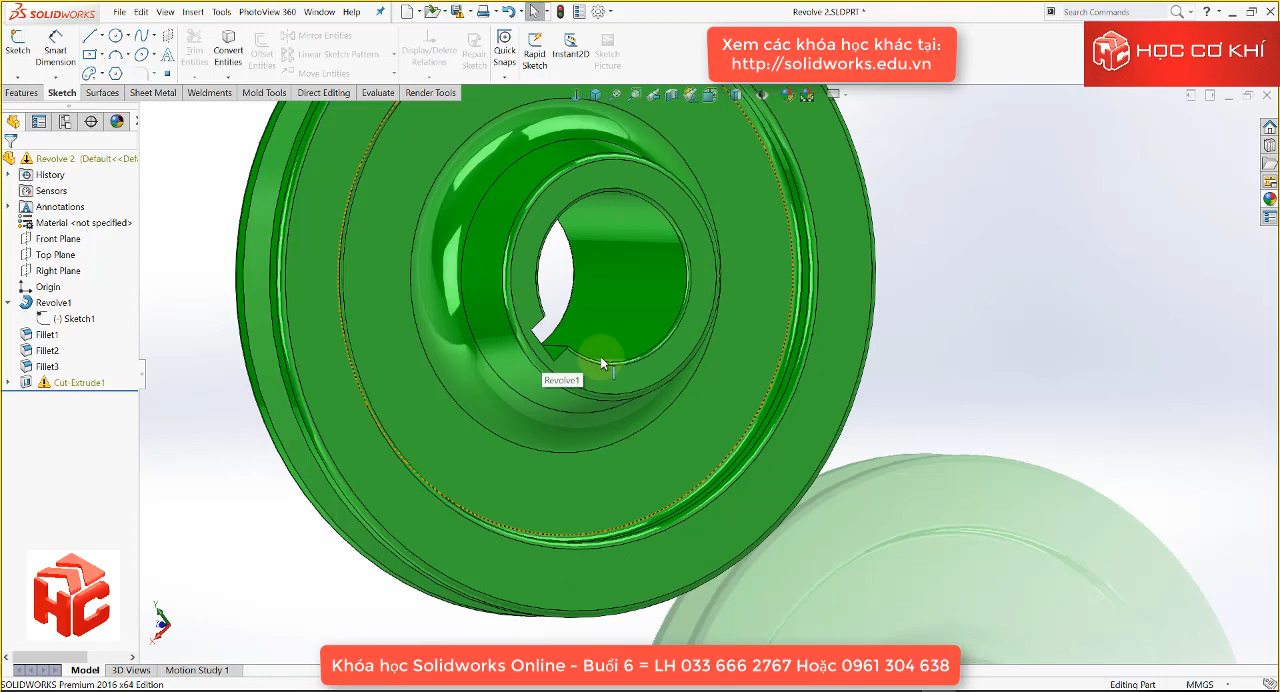 SOLIDWORKS File Edit View Insert Tools PhotoView 360 Window Help Revolve 2.SLDPRT * Search Commands
Sketch Smart Dimension Trim Entities Convert Entities Offset Entities Mirror Entities Linear Sketch Pattern Move Entities Display/Delete Relations Repair Sketch Quick Snaps Rapid Sketch Instant2D Sketch Picture
Xem các khóa học khác tại:
http://solidworks.edu.vn
HỌC CƠ KHÍ
Features Sketch Surfaces Sheet Metal Weldments Mold Tools Direct Editing Evaluate Render Tools
Revolve 2 (Default<<Def
History
Sensors
Annotations
Material <not specified>
Front Plane
Top Plane
Right Plane
Origin
Revolve1
(-) Sketch1
Fillet1
Fillet2
Fillet3
Cut-Extrude1
Revolve1
HC
Y
Z
X
Khóa học Solidworks Online - Buổi 6 = LH 033 666 2767 Hoặc 0961 304 638
Model 3D Views Motion Study 1
SOLIDWORKS Premium 2016 x64 Edition Editing Part MMGS